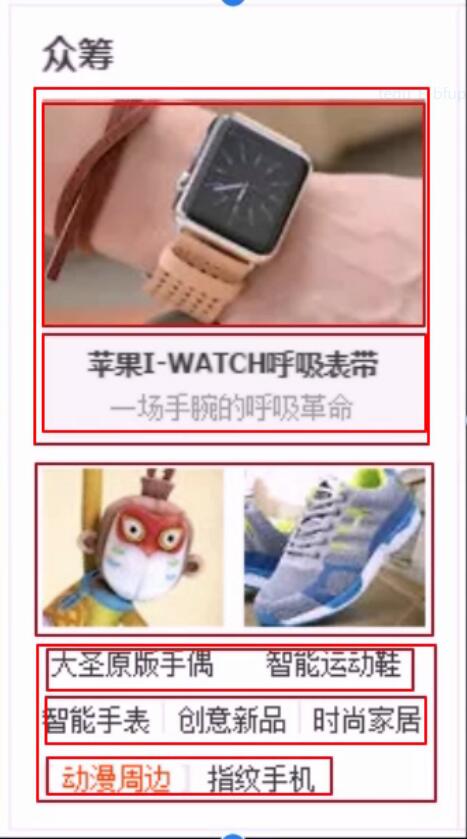 众筹
苹果I-WATCH呼吸表带
一场手腕的呼吸革命
大圣原版手偶 智能运动鞋
智能手表 创意新品 时尚家居
动漫周边 指纹手机